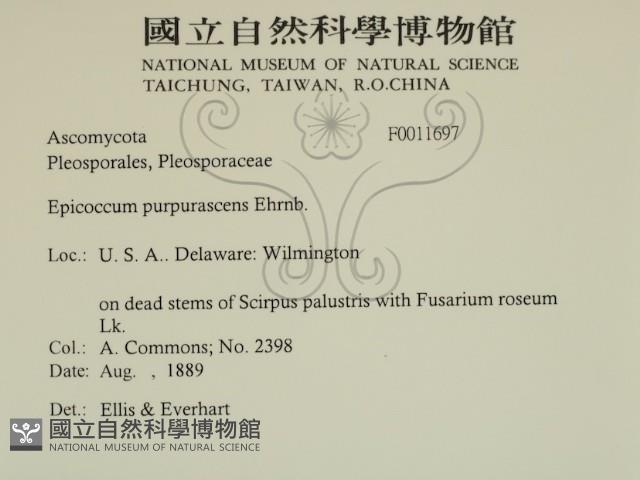 國立自然科學博物館
NATIONAL MUSEUM OF NATURAL SCIENCE
TAICHUNG, TAIWAN, R.O.CHINA
Ascomycota F0011697
Pleosporales, Pleosporaceae
Epicoccum purpurascens Ehrnb.
Loc.: U. S. A.. Delaware: Wilmington
on dead stems of Scirpus palustris with Fusarium roseum
Lk.
Col.: A. Commons; No. 2398
Date: Aug. , 1889
Det.: Ellis & Everhart
國立自然科學博物館
NATIONAL MUSEUM OF NATURAL SCIENCE